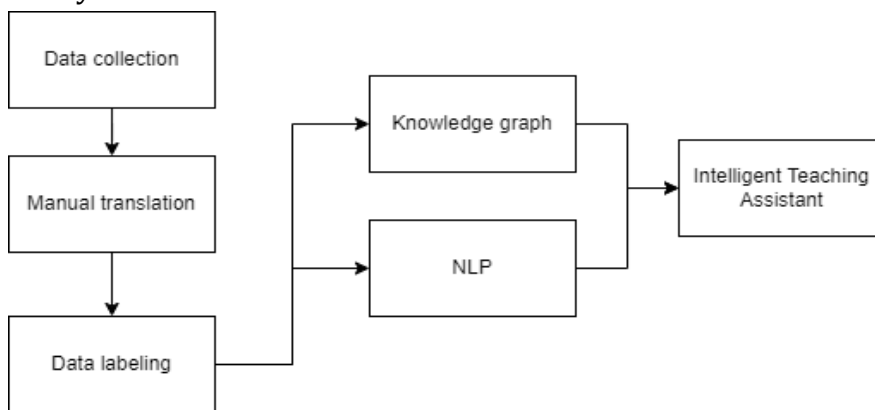 Data collection
Manual translation
Data labeling
Knowledge graph
NLP
Intelligent Teaching
Assistant